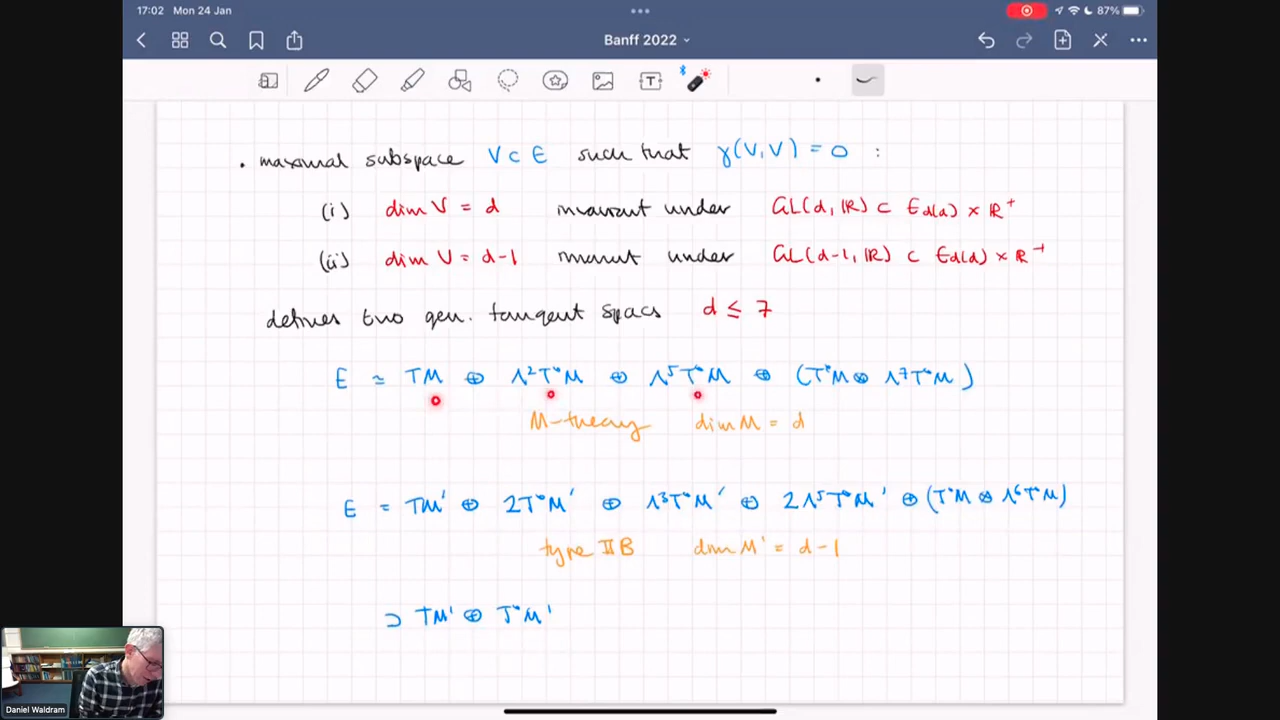 17:02 Mon 24 Jan
87%
Banff 2022
• maximal subspace V ⊂ E such that γ(V,V) = 0 :
(i) dim V = d invariant under GL(d,ℝ) ⊂ E_{d(d)} × ℝ⁺
(ii) dim V = d-1 invariant under GL(d-1,ℝ) ⊂ E_{d(d)} × ℝ⁺
defines two gen. tangent spaces d ≤ 7
E ≃ TM ⊕ Λ²T*M ⊕ Λ⁵T*M ⊕ (T*M ⊗ Λ⁷T*M)
M-theory dim M = d
E = TM' ⊕ 2T*M' ⊕ Λ³T*M' ⊕ 2Λ⁵T*M' ⊕ (T*M ⊗ Λ⁶T*M)
type IIB dim M' = d-1
⊃ TM' ⊕ T*M'
Daniel Waldram